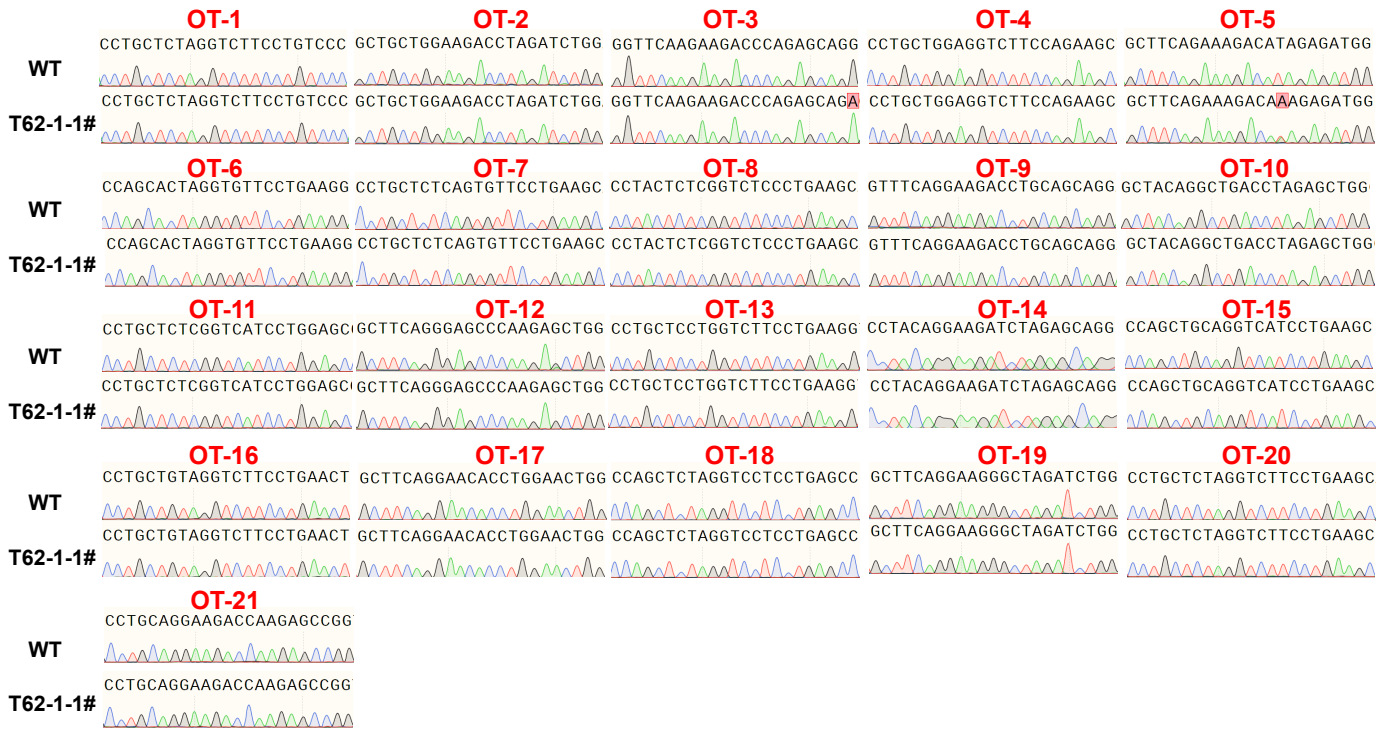 OT-1 OT-2 OT-3 OT-4 OT-5
CCTGCTCTAGGTCTTCCTGTCCC GCTGCTGGAAGACCTAGATCTGG GGTTCAAGAAGACCCAGAGCAGG CCTGCTGGAGGTCTTCCAGAAGC GCTTCAGAAAGACATAGAGATGG
WT
CCTGCTCTAGGTCTTCCTGTCCC GCTGCTGGAAGACCTAGATCTGG GGTTCAAGAAGACCCAGAGCAGA CCTGCTGGAGGTCTTCCAGAAGC GCTTCAGAAAGACAAAGAGATGG
T62-1-1#
OT-6 OT-7 OT-8 OT-9 OT-10
CCAGCACTAGGTGTTCCTGAAGG CCTGCTCTCAGTGTTCCTGAAGC CCTACTCTCGGTCTCCCTGAAGC GTTTCAGGAAGACCTGCAGCAGG GCTACAGGCTGACCTAGAGCTGG
WT
CCAGCACTAGGTGTTCCTGAAGG CCTGCTCTCAGTGTTCCTGAAGC CCTACTCTCGGTCTCCCTGAAGC GTTTCAGGAAGACCTGCAGCAGG GCTACAGGCTGACCTAGAGCTGG
T62-1-1#
OT-11 OT-12 OT-13 OT-14 OT-15
CCTGCTCTCGGTCATCCTGGAGC GCTTCAGGGAGCCCAAGAGCTGG CCTGCTCCTGGTCTTCCTGAAGG CCTACAGGAAGATCTAGAGCAGG CCAGCTGCAGGTCATCCTGAAGC
WT
CCTGCTCTCGGTCATCCTGGAGC GCTTCAGGGAGCCCAAGAGCTGG CCTGCTCCTGGTCTTCCTGAAGG CCTACAGGAAGATCTAGAGCAGG CCAGCTGCAGGTCATCCTGAAGC
T62-1-1#
OT-16 OT-17 OT-18 OT-19 OT-20
CCTGCTGTAGGTCTTCCTGAACT GCTTCAGGAACACCTGGAACTGG CCAGCTCTAGGTCCTCCTGAGCC GCTTCAGGAAGGGCTAGATCTGG CCTGCTCTAGGTCTTCCTGAAGC
WT
CCTGCTGTAGGTCTTCCTGAACT GCTTCAGGAACACCTGGAACTGG CCAGCTCTAGGTCCTCCTGAGCC GCTTCAGGAAGGGCTAGATCTGG CCTGCTCTAGGTCTTCCTGAAGC
T62-1-1#
OT-21
CCTGCAGGAAGACCAAGAGCCGG
WT
CCTGCAGGAAGACCAAGAGCCGG
T62-1-1#